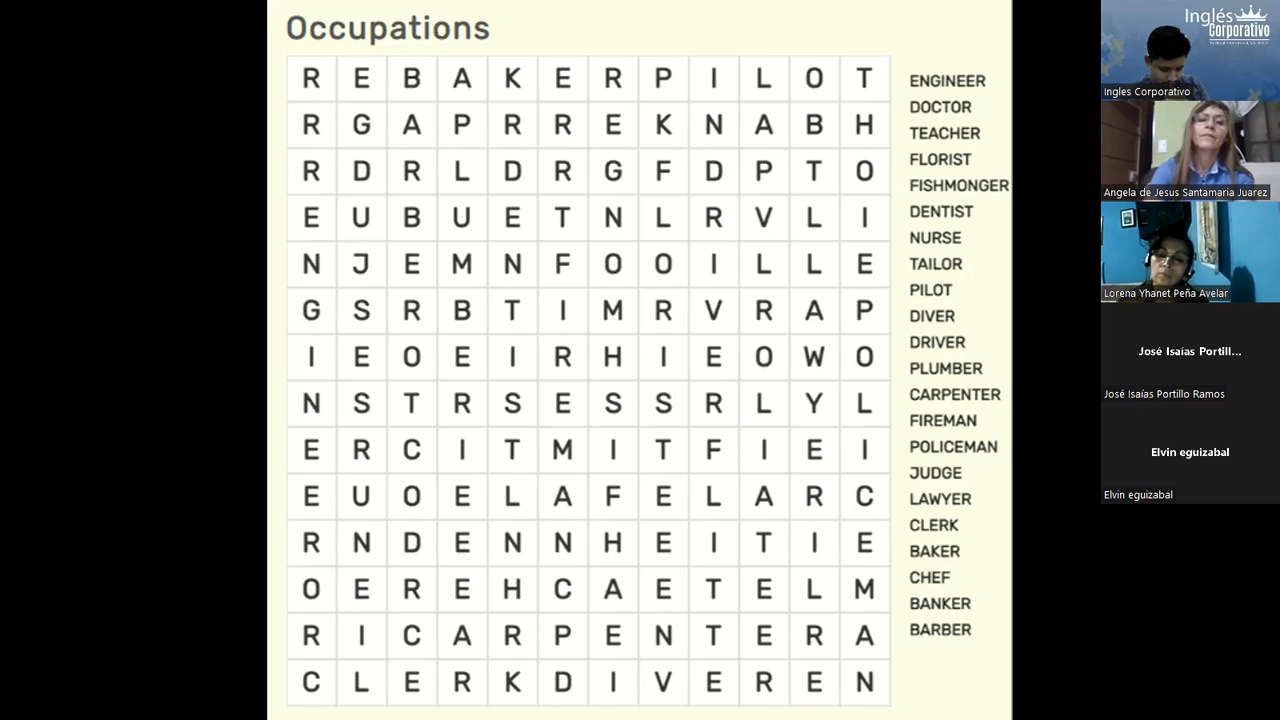 Occupations
R E B A K E R P I L O T
R G A P R R E K N A B H
R D R L D R G F D P T O
E U B U E T N L R V L I
N J E M N F O O I L L E
G S R B T I M R V R A P
I E O E I R H I E O W O
N S T R S E S S R L Y L
E R C I T M I T F I E I
E U O E L A F E L A R C
R N D E N N H E I T I E
O E R E H C A E T E L M
R I C A R P E N T E R A
C L E R K D I V E R E N
ENGINEER
DOCTOR
TEACHER
FLORIST
FISHMONGER
DENTIST
NURSE
TAILOR
PILOT
DIVER
DRIVER
PLUMBER
CARPENTER
FIREMAN
POLICEMAN
JUDGE
LAWYER
CLERK
BAKER
CHEF
BANKER
BARBER
Inglés
Corporativo
Ingles Corporativo
Angela de Jesus Santamaria Juarez
Lorena Yhanet Peña Avelar
José Isaías Portill...
José Isaías Portillo Ramos
Elvin eguizabal
Elvin eguizabal